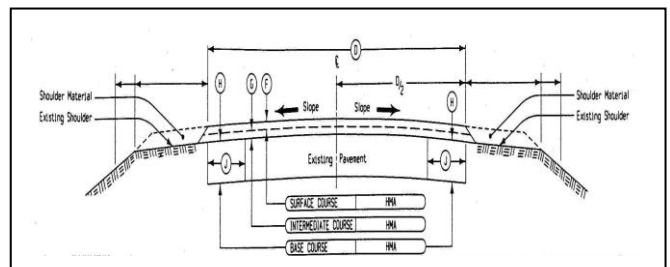 D
℄
H
G
F
D/2
H
Shoulder Material
Existing Shoulder
Slope
Slope
Shoulder Material
Existing Shoulder
J
Existing Pavement
J
SURFACE COURSE HMA
INTERMEDIATE COURSE HMA
BASE COURSE HMA